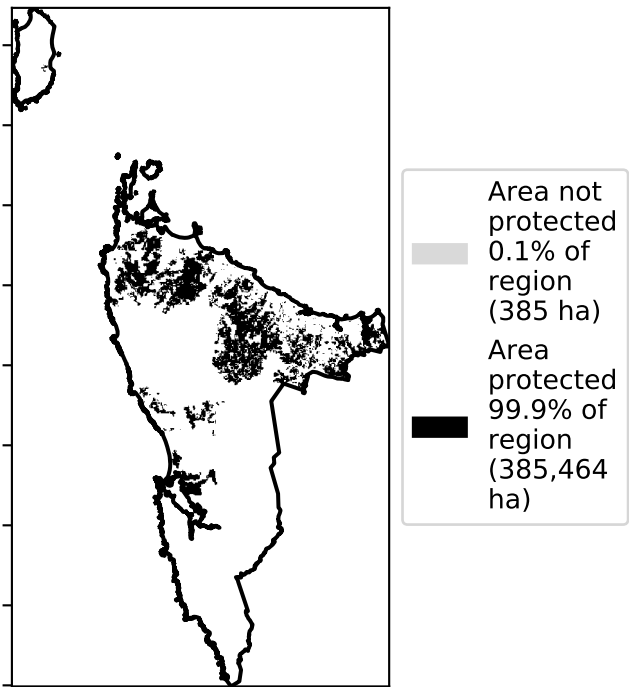 Area not
protected
0.1% of
region
(385 ha)
Area
protected
99.9% of
region
(385,464
ha)